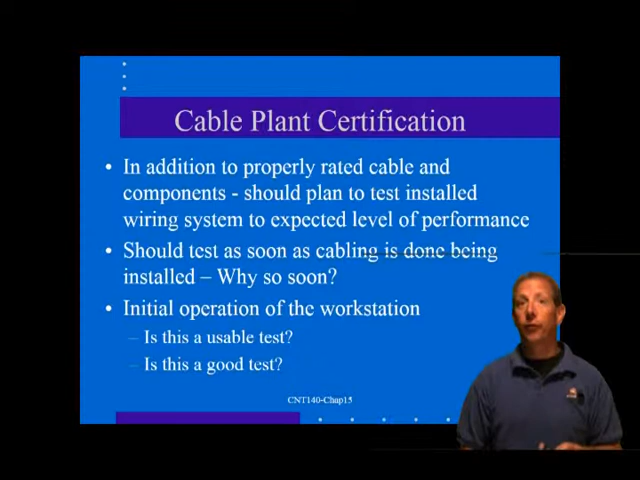 Cable Plant Certification
• In addition to properly rated cable and
components - should plan to test installed
wiring system to expected level of performance
• Should test as soon as cabling is done being
installed – Why so soon?
• Initial operation of the workstation
– Is this a usable test?
– Is this a good test?
CNT140-Chap15